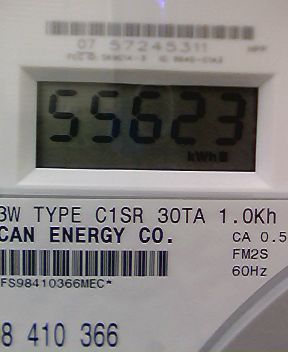 07 57245311
55623
kWh
3W TYPE C1SR 30TA 1.0Kh
CAN ENERGY CO.
CA 0.5
FM2S
60Hz
FS98410366MEC*
8 410 366